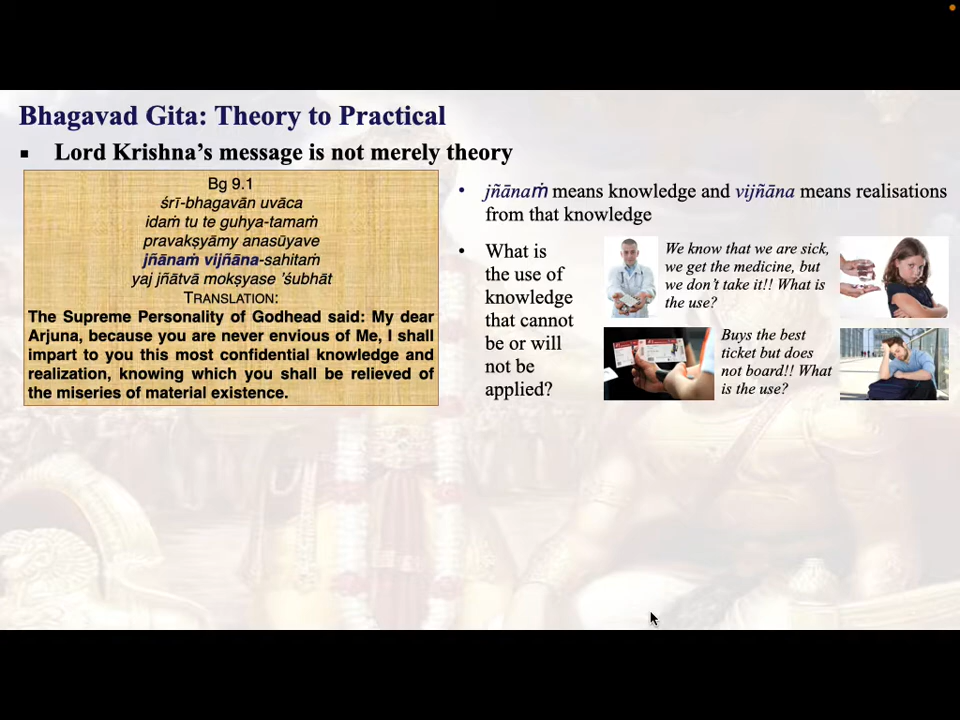 Bhagavad Gita: Theory to Practical
▪ Lord Krishna’s message is not merely theory
Bg 9.1
śrī-bhagavān uvāca
idaṁ tu te guhya-tamaṁ
pravakṣyāmy anasūyave
jñānaṁ vijñāna-sahitaṁ
yaj jñātvā mokṣyase ’śubhāt
TRANSLATION:
The Supreme Personality of Godhead said: My dear
Arjuna, because you are never envious of Me, I shall
impart to you this most confidential knowledge and
realization, knowing which you shall be relieved of
the miseries of material existence.
• jñānaṁ means knowledge and vijñāna means realisations
from that knowledge
• What is
the use of
knowledge
that cannot
be or will
not be
applied?
We know that we are sick,
we get the medicine, but
we don’t take it!! What is
the use?
Buys the best
ticket but does
not board!! What
is the use?